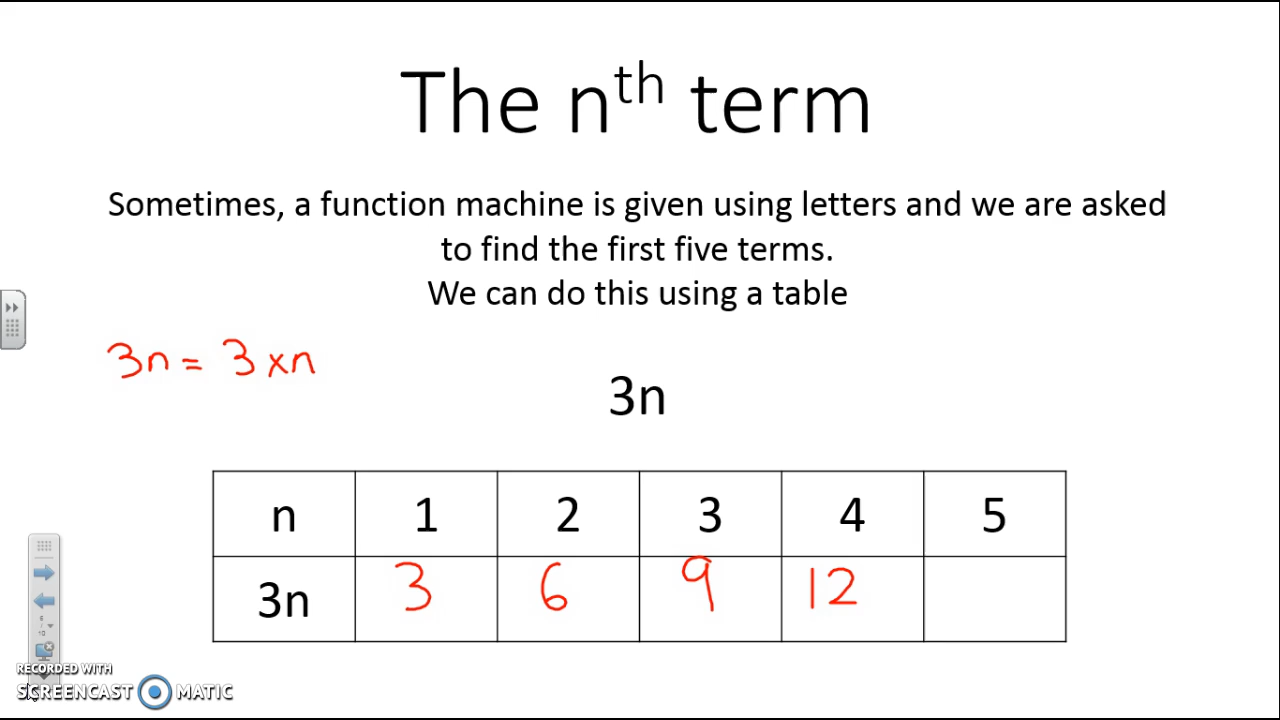 The nth term
Sometimes, a function machine is given using letters and we are asked
to find the first five terms.
We can do this using a table
3n = 3 x n
3n
n 1 2 3 4 5
3n 3 6 9 12
RECORDED WITH
SCREENCAST MATIC